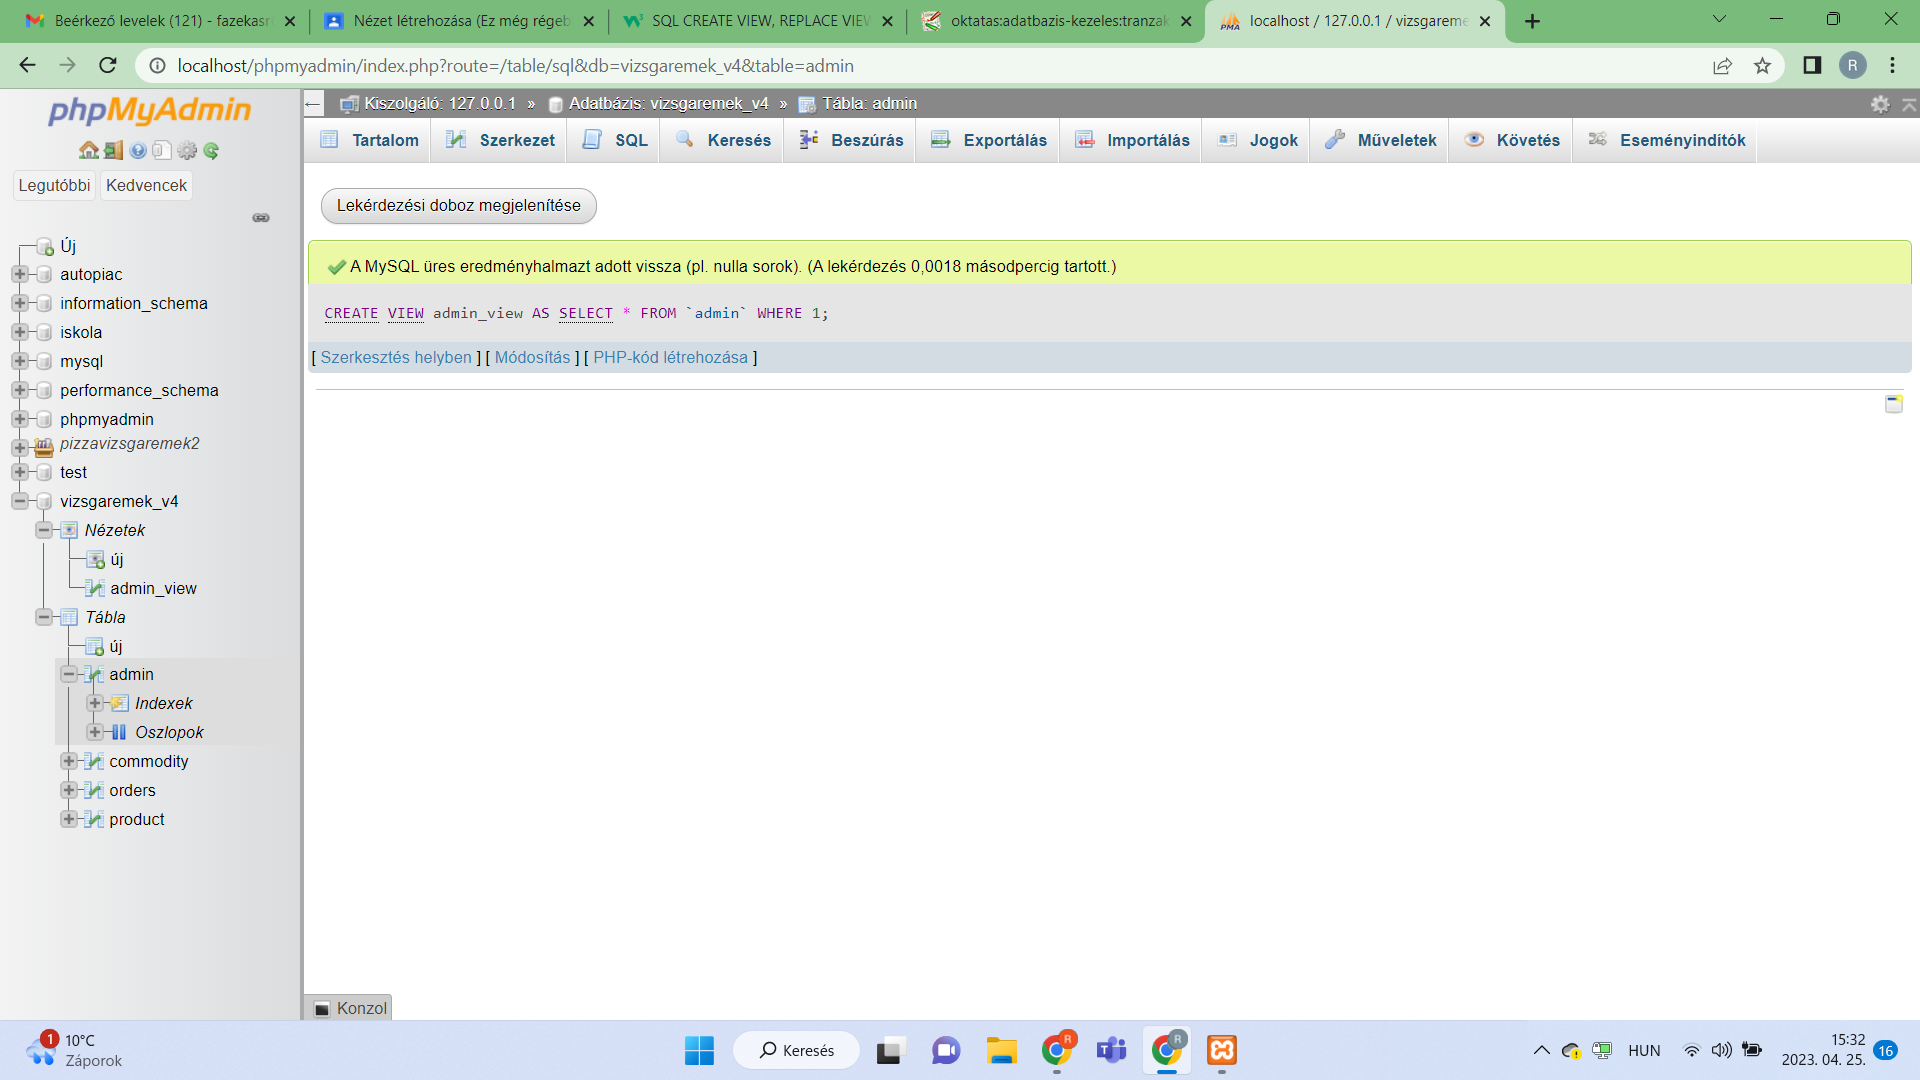 Beérkező levelek (121) - fazekasr
Nézet létrehozása (Ez még régeb
SQL CREATE VIEW, REPLACE VIEW
oktatas:adatbazis-kezeles:tranzak
localhost / 127.0.0.1 / vizsgareme
localhost/phpmyadmin/index.php?route=/table/sql&db=vizsgaremek_v4&table=admin
R
phpMyAdmin
Legutóbbi
Kedvencek
Új
autopiac
information_schema
iskola
mysql
performance_schema
phpmyadmin
pizzavizsgaremek2
test
vizsgaremek_v4
Nézetek
új
admin_view
Tábla
új
admin
Indexek
Oszlopok
commodity
orders
product
Kiszolgáló: 127.0.0.1 » Adatbázis: vizsgaremek_v4 » Tábla: admin
Tartalom
Szerkezet
SQL
Keresés
Beszúrás
Exportálás
Importálás
Jogok
Műveletek
Követés
Eseményindítók
Lekérdezési doboz megjelenítése
A MySQL üres eredményhalmazt adott vissza (pl. nulla sorok). (A lekérdezés 0,0018 másodpercig tartott.)
CREATE VIEW admin_view AS SELECT * FROM `admin` WHERE 1;
[ Szerkesztés helyben ] [ Módosítás ] [ PHP-kód létrehozása ]
Konzol
1
10°C
Záporok
Keresés
R
R
HUN
15:32
2023. 04. 25.
16